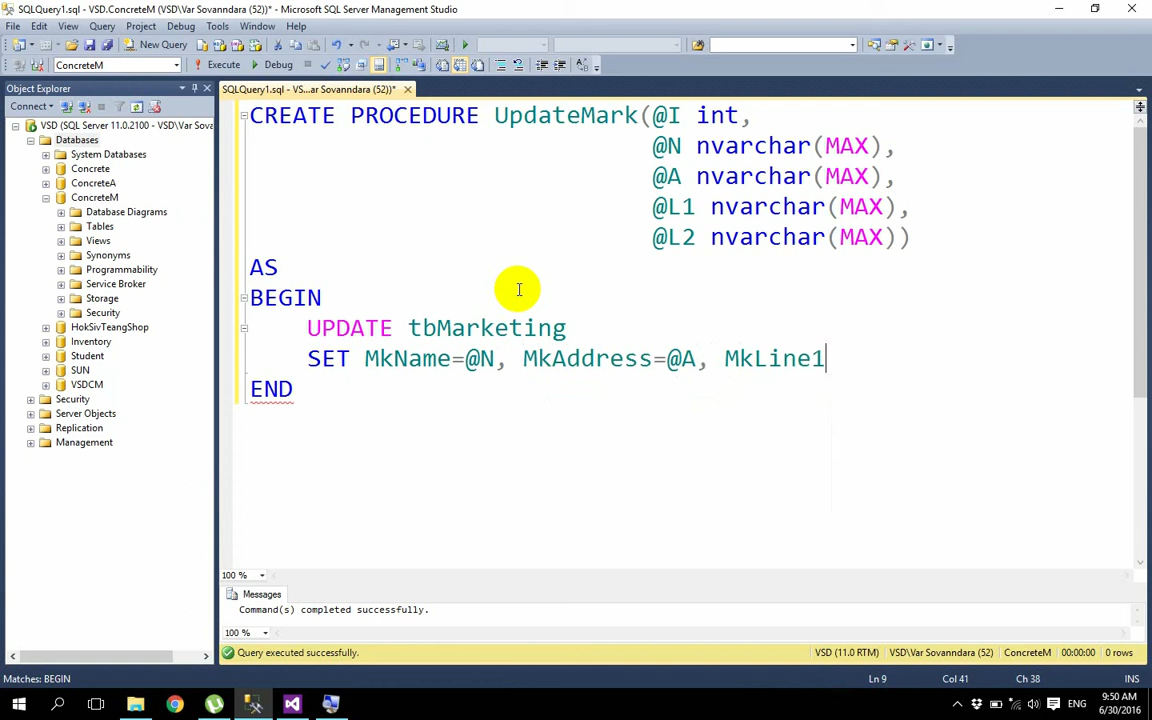 SQLQuery1.sql - VSD.ConcreteM (VSD\Var Sovanndara (52))* - Microsoft SQL Server Management Studio
File Edit View Query Project Debug Tools Window Help
New Query
ConcreteM Execute Debug
Object Explorer
SQLQuery1.sql - VS...ar Sovanndara (52))*
Connect
VSD (SQL Server 11.0.2100 - VSD\Var Sova
Databases
System Databases
Concrete
ConcreteA
ConcreteM
Database Diagrams
Tables
Views
Synonyms
Programmability
Service Broker
Storage
Security
HokSivTeangShop
Inventory
Student
SUN
VSDCM
Security
Server Objects
Replication
Management
CREATE PROCEDURE UpdateMark(@I int,
@N nvarchar(MAX),
@A nvarchar(MAX),
@L1 nvarchar(MAX),
@L2 nvarchar(MAX))
AS
BEGIN
UPDATE tbMarketing
SET MkName=@N, MkAddress=@A, MkLine1
END
100 %
Messages
Command(s) completed successfully.
100 %
Query executed successfully. VSD (11.0 RTM) VSD\Var Sovanndara (52) ConcreteM 00:00:00 0 rows
Matches: BEGIN Ln 9 Col 41 Ch 38 INS
ENG
9:50 AM
6/30/2016